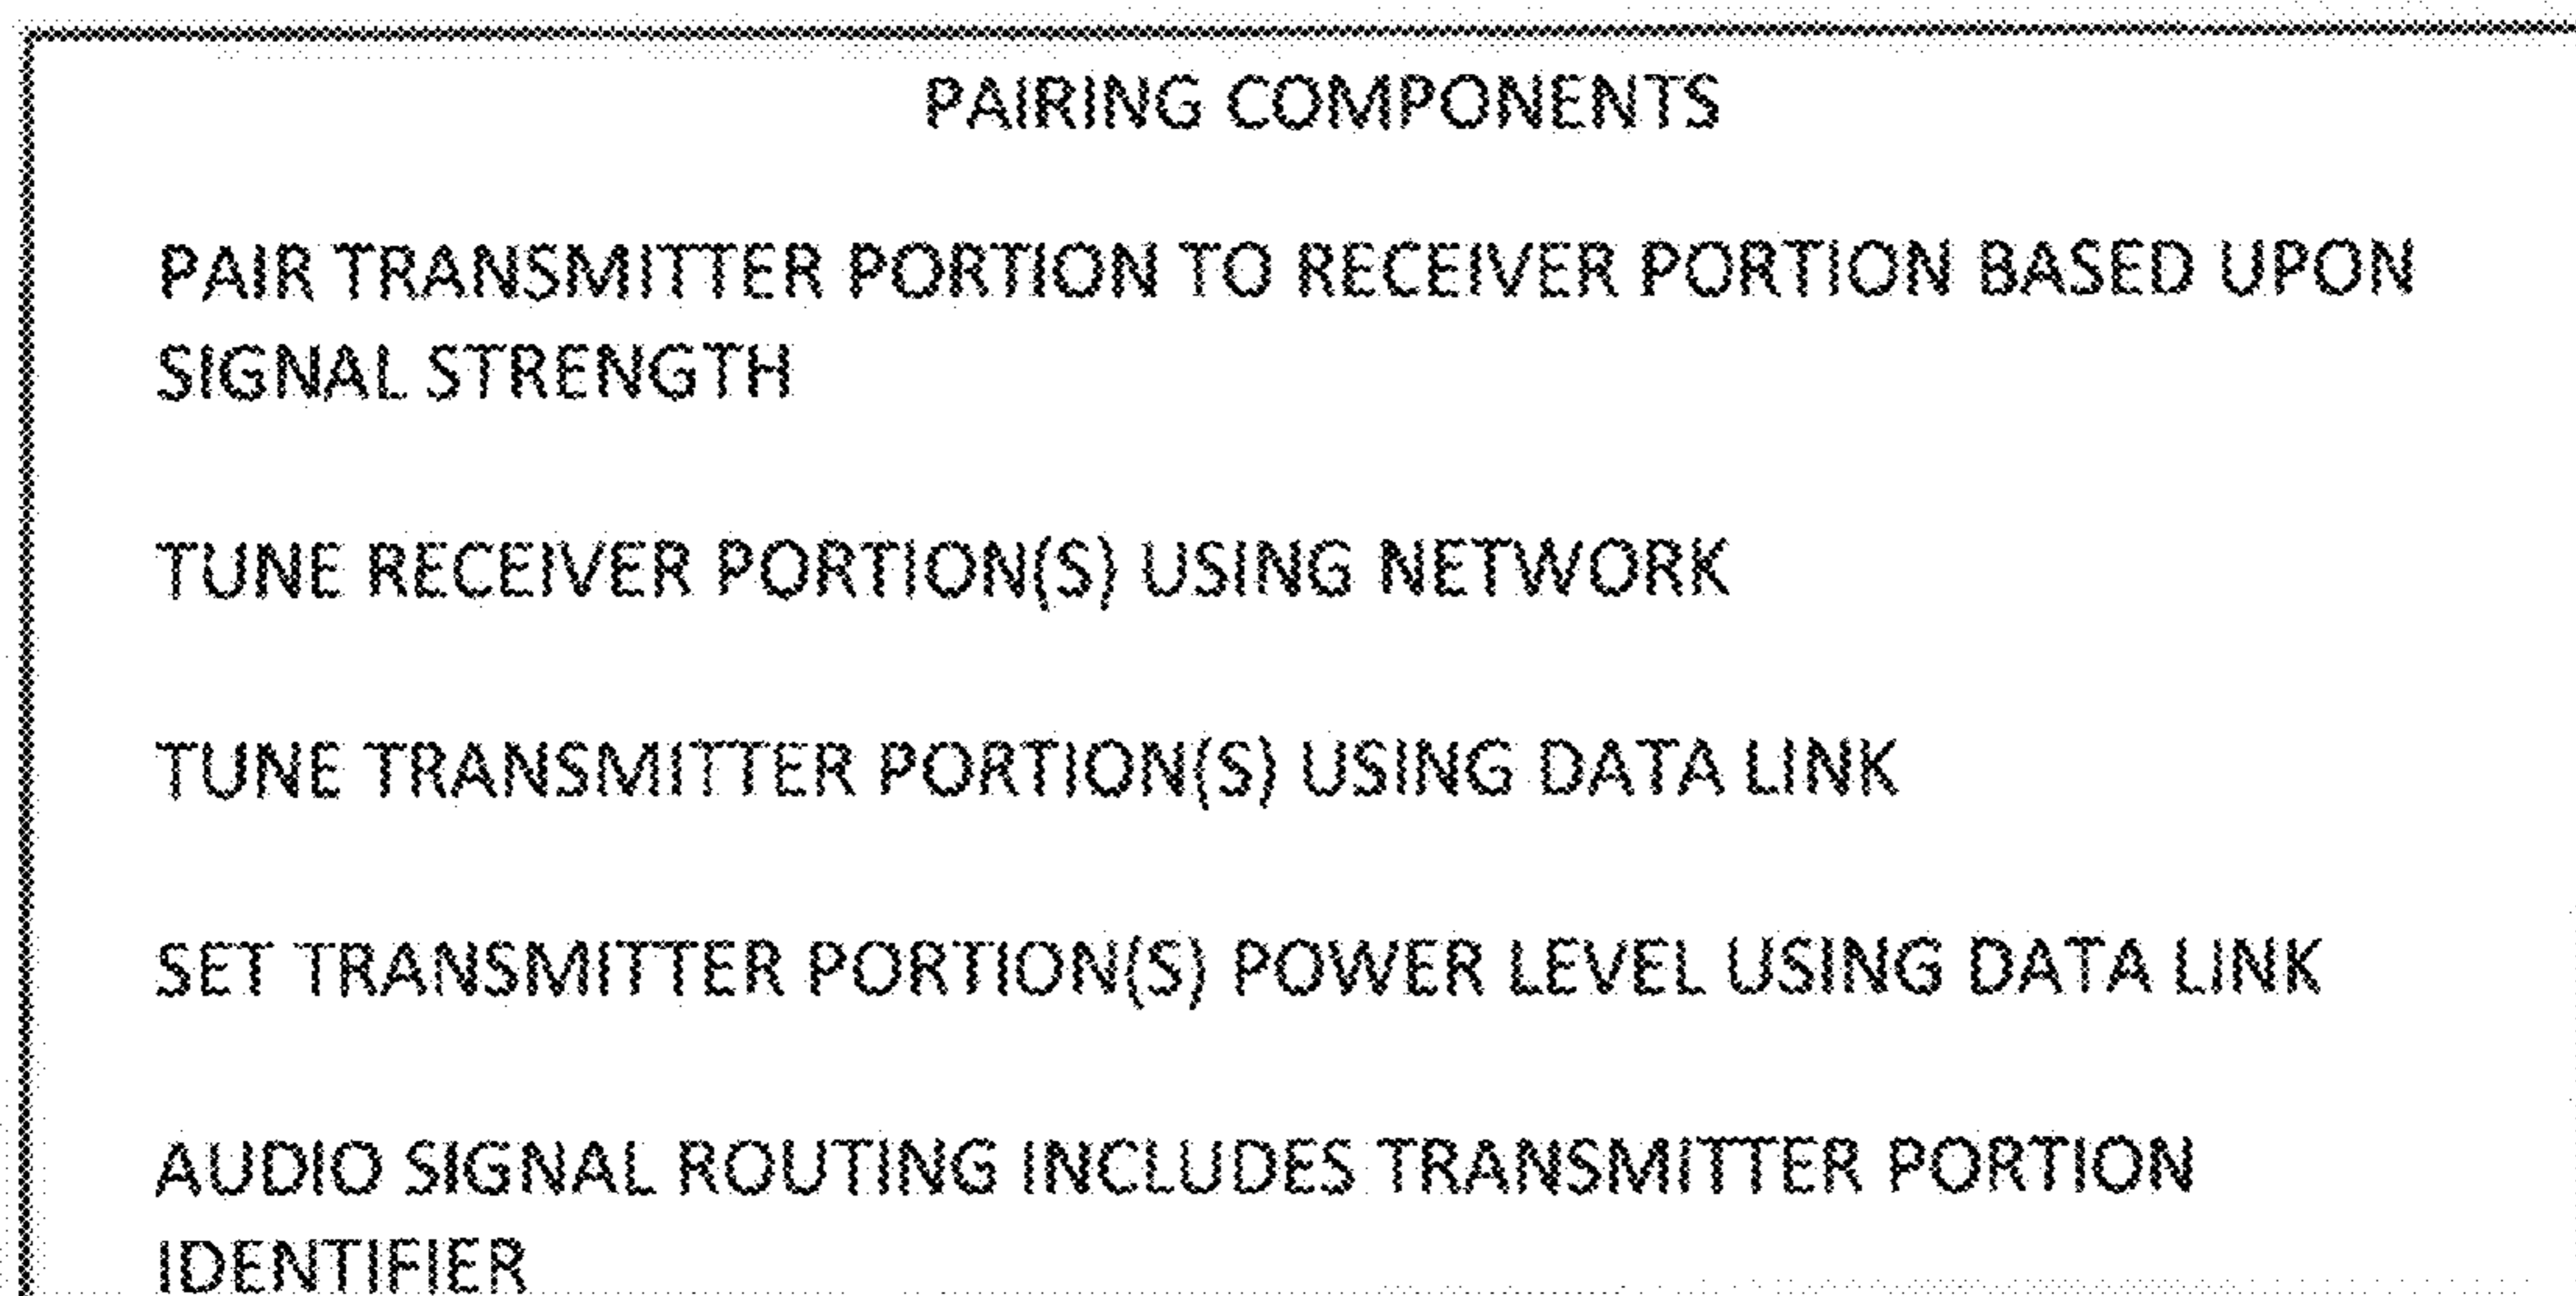 PAIRING COMPONENTS
PAIR TRANSMITTER PORTION TO RECEIVER PORTION BASED UPON
SIGNAL STRENGTH
TUNE RECEIVER PORTION(S) USING NETWORK
TUNE TRANSMITTER PORTION(S) USING DATA LINK
SET TRANSMITTER PORTION(S) POWER LEVEL USING DATA LINK
AUDIO SIGNAL ROUTING INCLUDES TRANSMITTER PORTION
IDENTIFIER